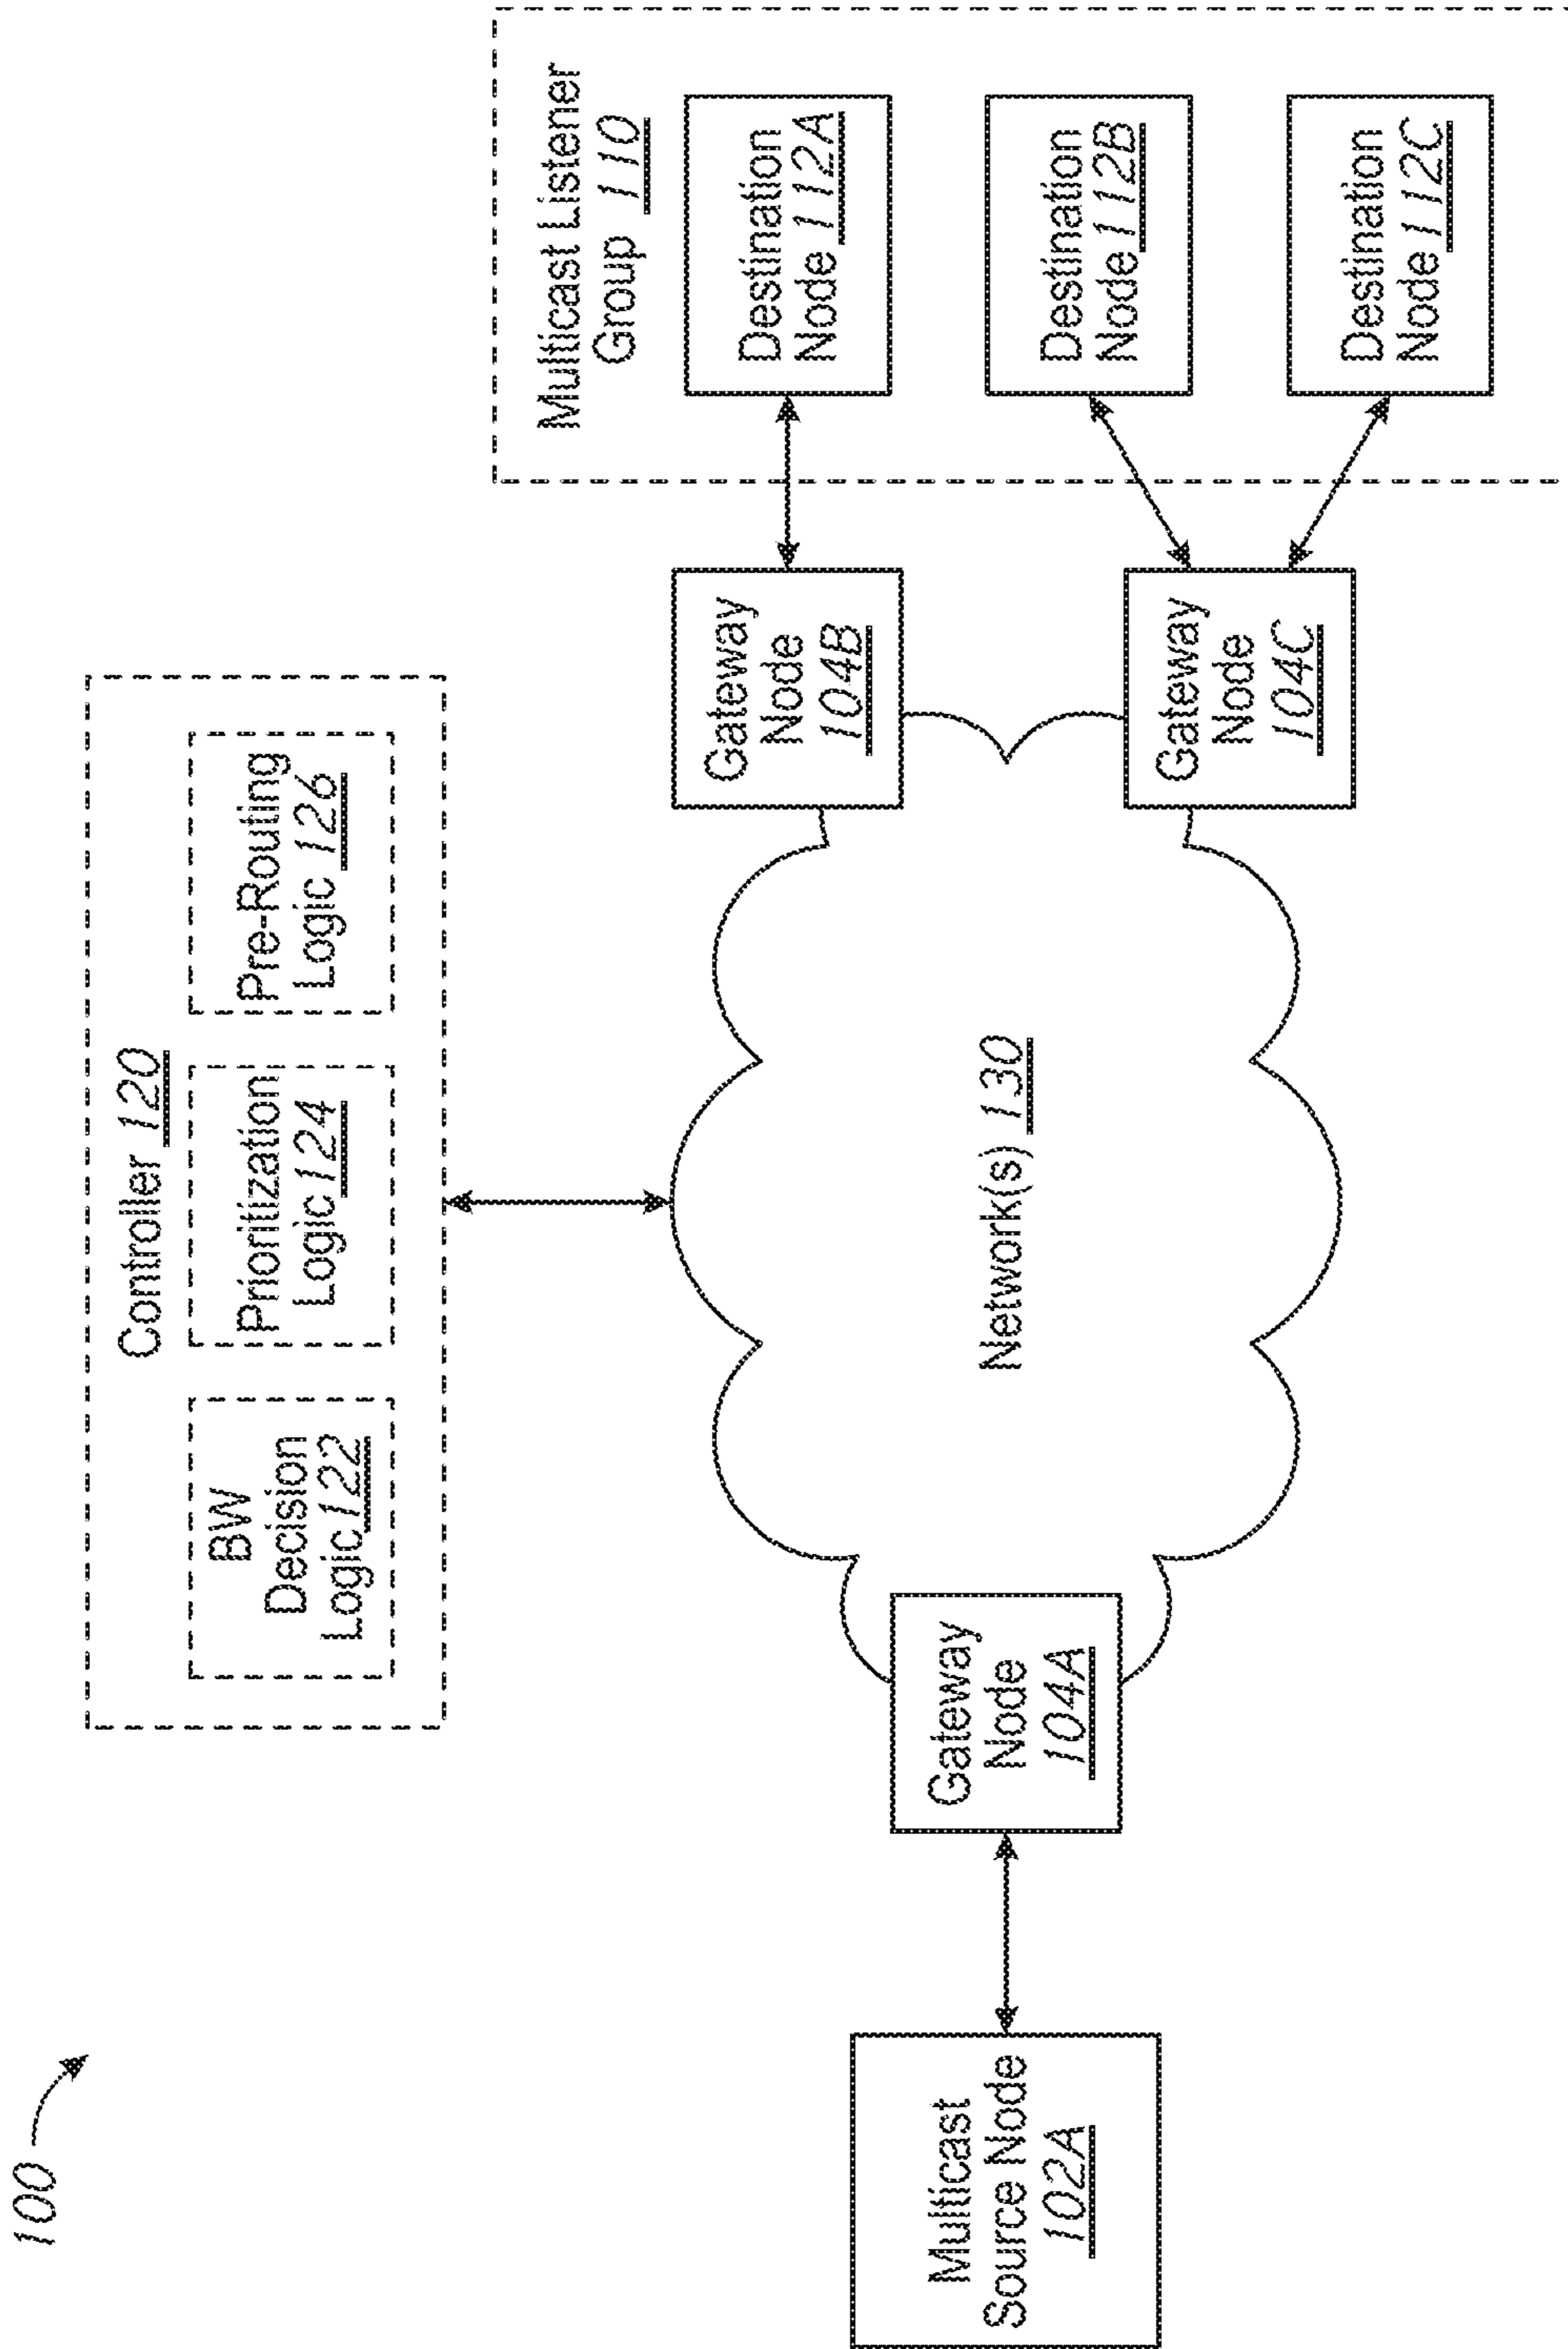 100
Controller 120
BW
Decision
Logic 122
Prioritization
Logic 124
Pre-Routing
Logic 126
Multicast
Source Node
102A
Gateway
Node
104A
Network(s) 130
Gateway
Node
104B
Gateway
Node
104C
Multicast Listener
Group 110
Destination
Node 112A
Destination
Node 112B
Destination
Node 112C